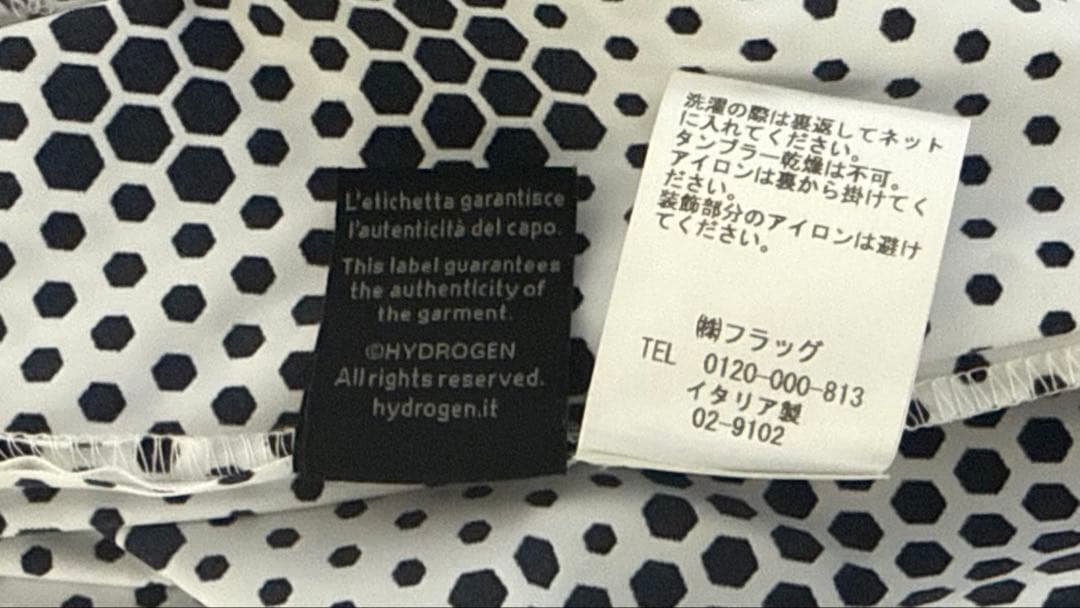 L'etichetta garantisce
l'autenticità del capo.
This label guarantees
the authenticity of
the garment.
©HYDROGEN
All rights reserved.
hydrogen.it
洗濯の際は裏返してネット
に入れてください。
タンブラー乾燥は不可。
アイロンは裏から掛けてく
ださい。
装飾部分のアイロンは避け
てください。
㈱フラッグ
TEL 0120-000-813
イタリア製
02-9102